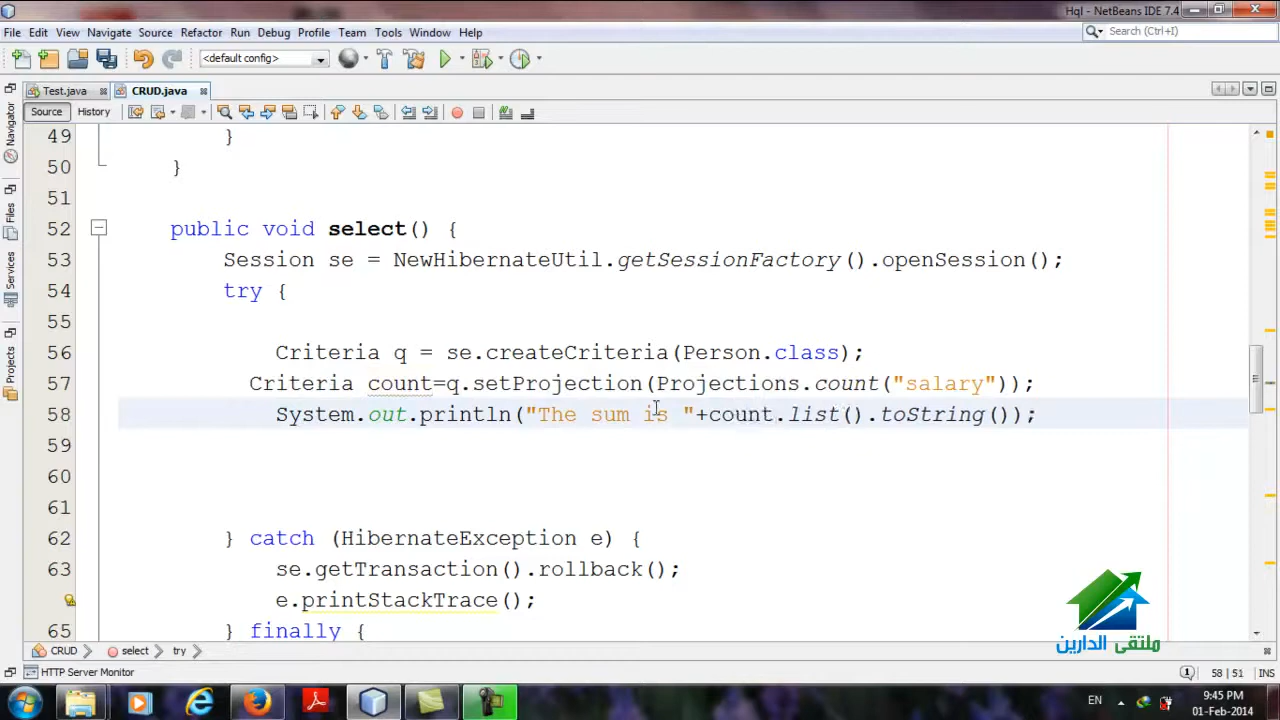 Hql - NetBeans IDE 7.4
File Edit View Navigate Source Refactor Run Debug Profile Team Tools Window Help
Search (Ctrl+I)
<default config>
Test.java CRUD.java
Source History
Navigator
Files
Services
Projects
49 }
50 }
51
52 public void select() {
53 Session se = NewHibernateUtil.getSessionFactory().openSession();
54 try {
55
56 Criteria q = se.createCriteria(Person.class);
57 Criteria count=q.setProjection(Projections.count("salary"));
58 System.out.println("The sum is "+count.list().toString());
59
60
61
62 } catch (HibernateException e) {
63 se.getTransaction().rollback();
e.printStackTrace();
65 } finally {
ملتقى الدارين
CRUD select try
HTTP Server Monitor
1 58 | 51 INS
EN 9:45 PM
01-Feb-2014